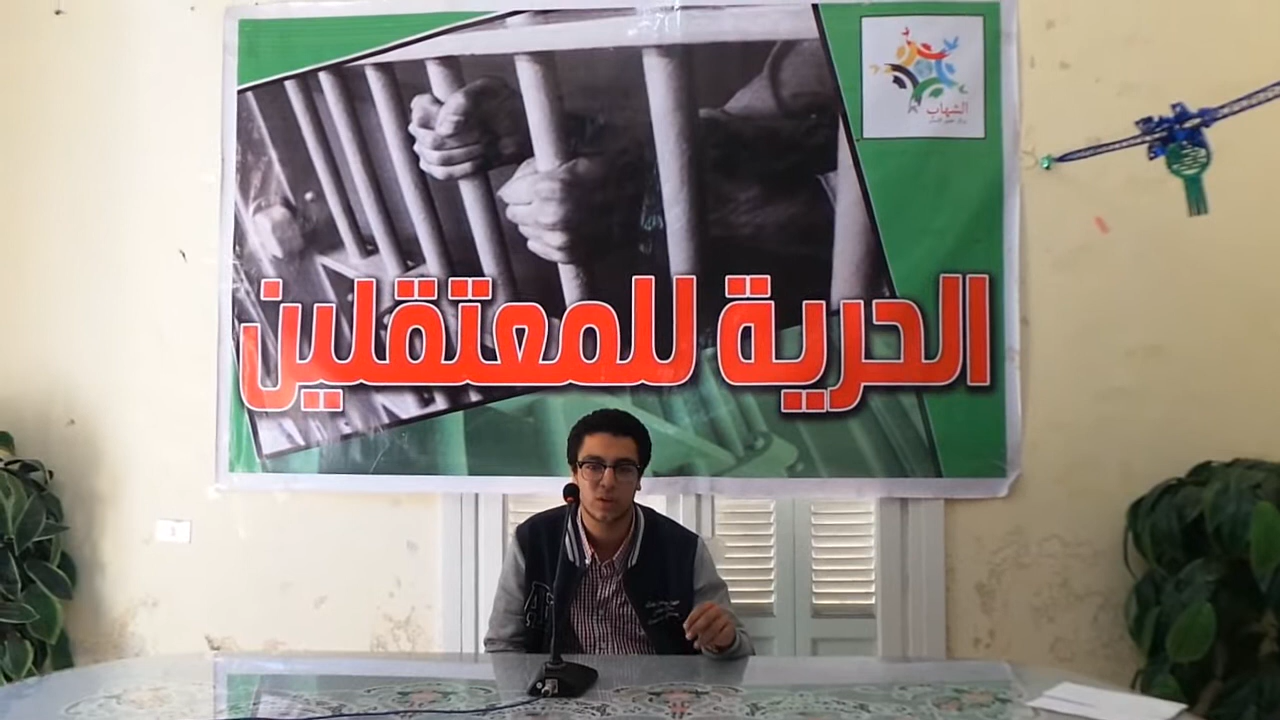 الشهاب
الحرية للمعتقلين